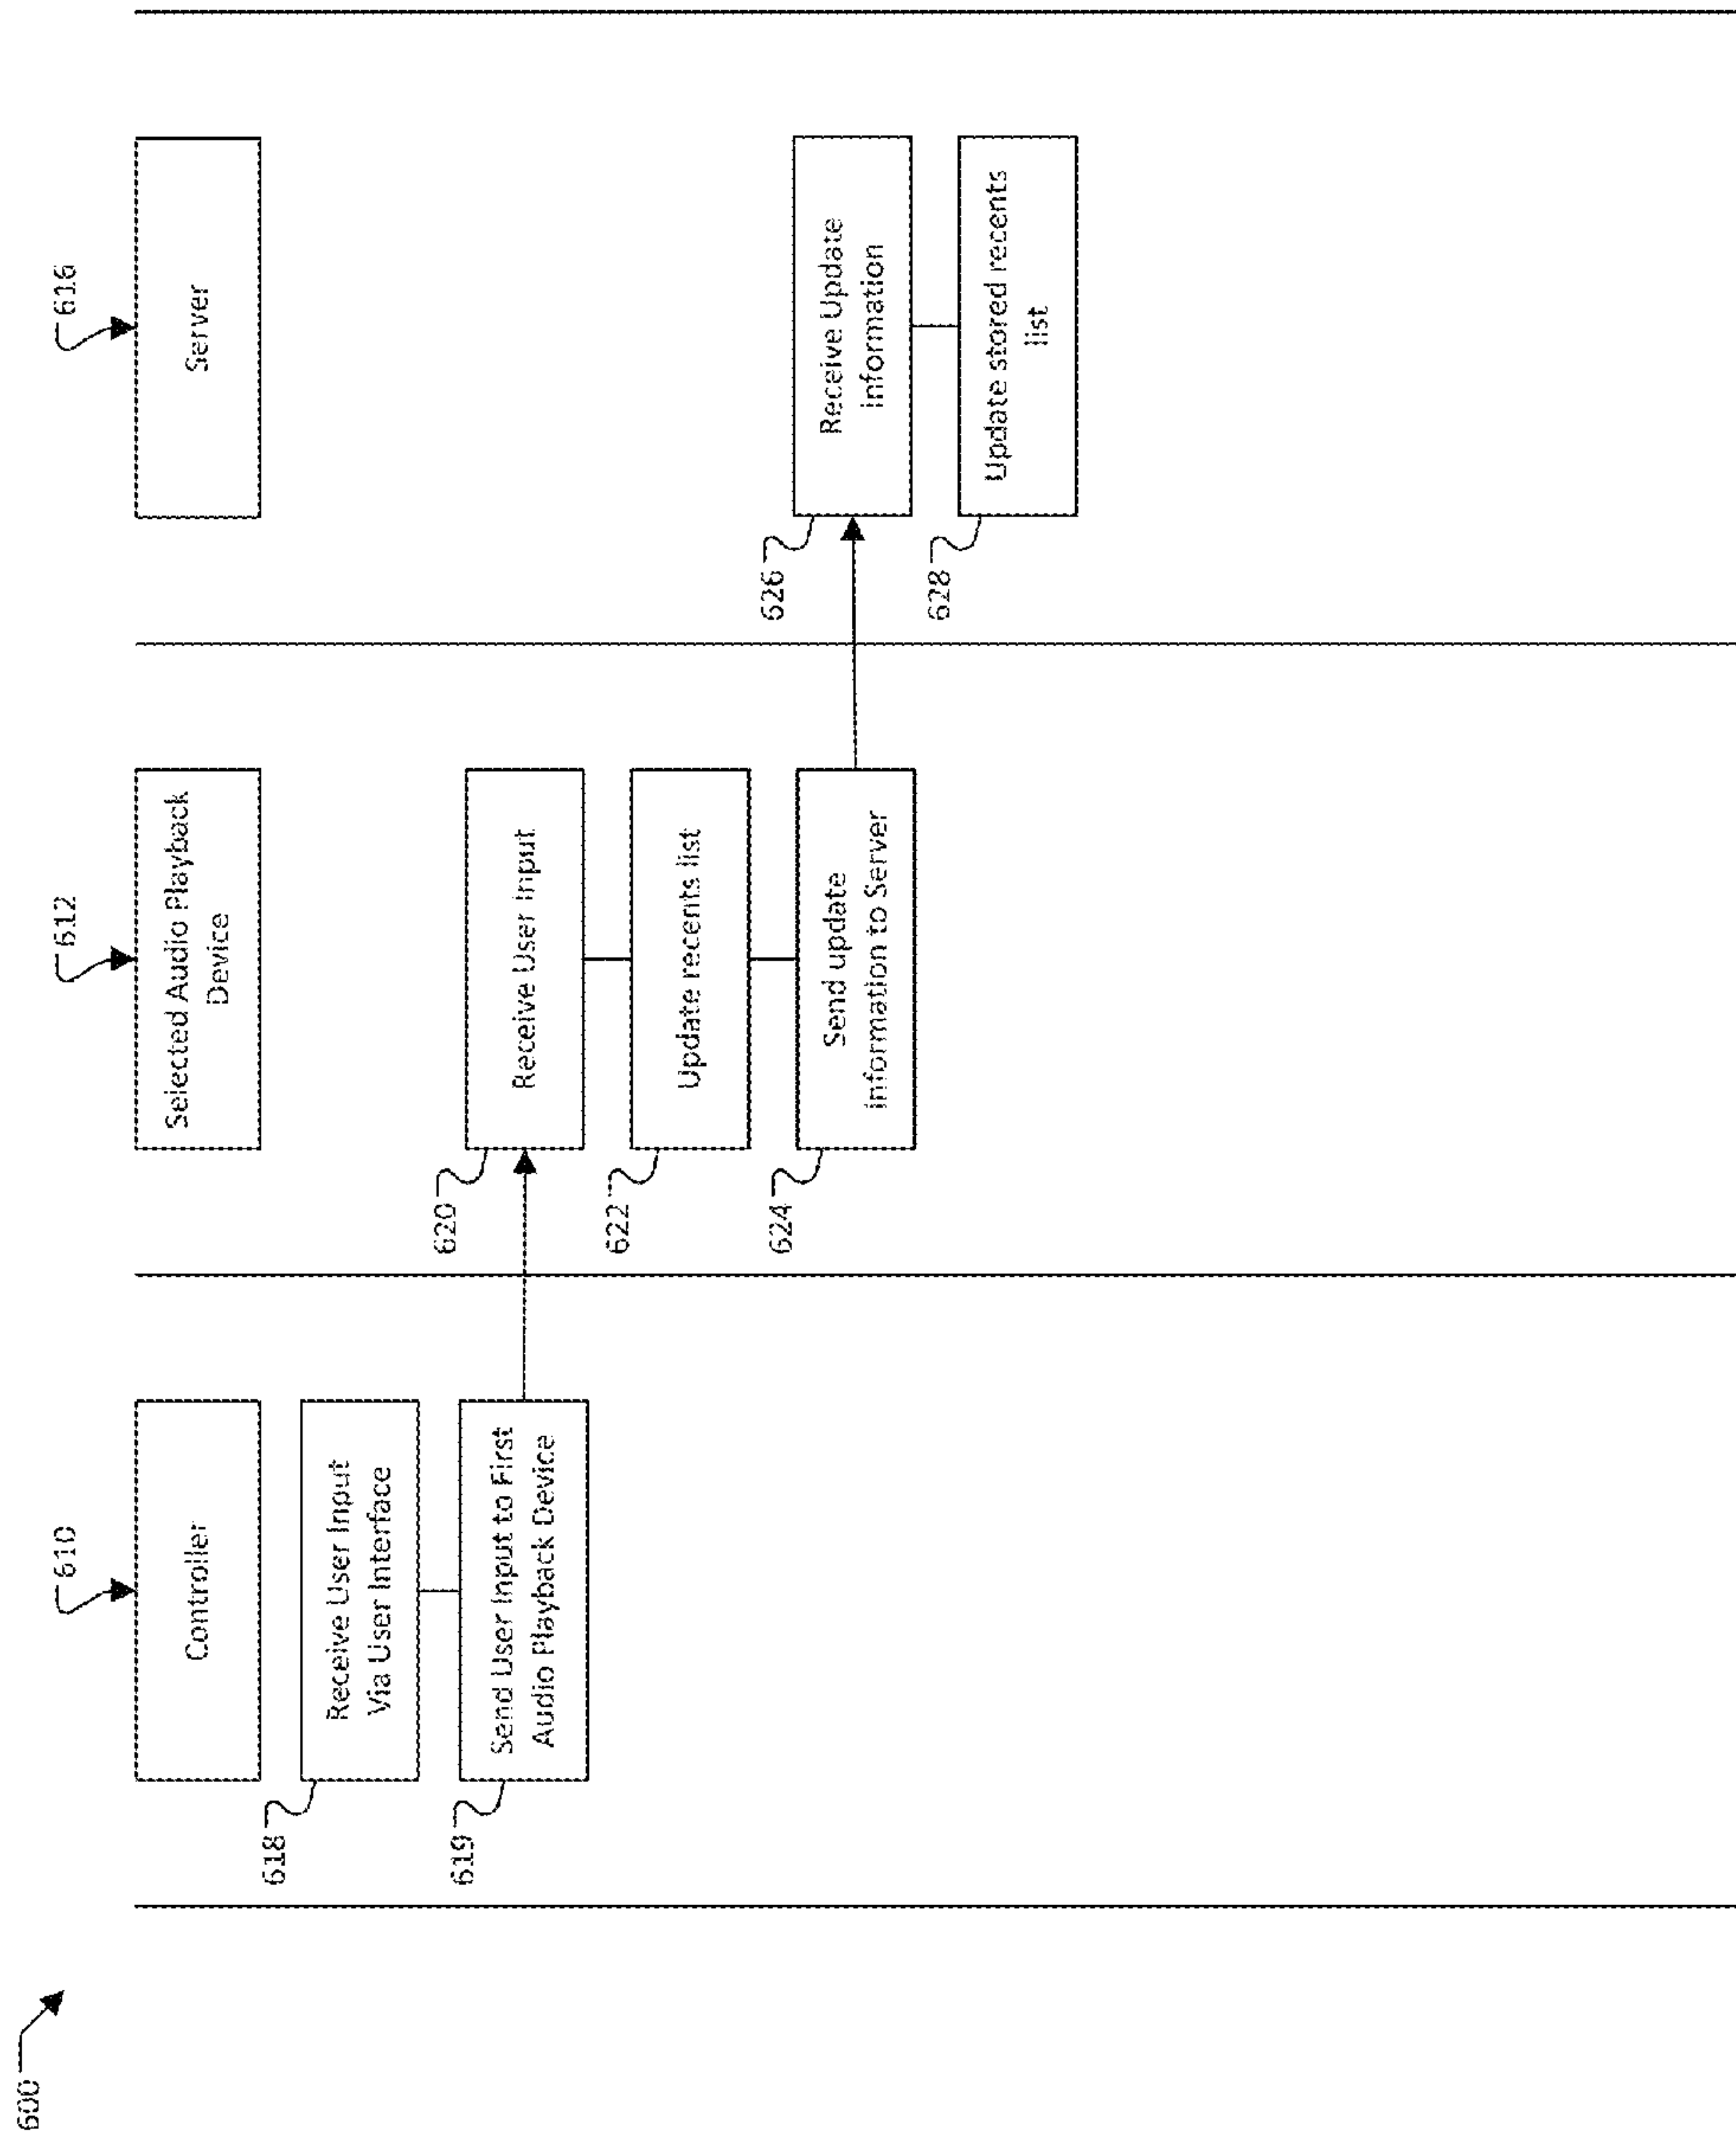 600
610
Controller
618
Receive User Input
Via User Interface
619
Send User Input to First
Audio Playback Device
612
Selected Audio Playback
Device
620
Receive User Input
622
Update recents list
624
Send update
information to Server
616
Server
626
Receive Update
information
628
Update stored recents
list